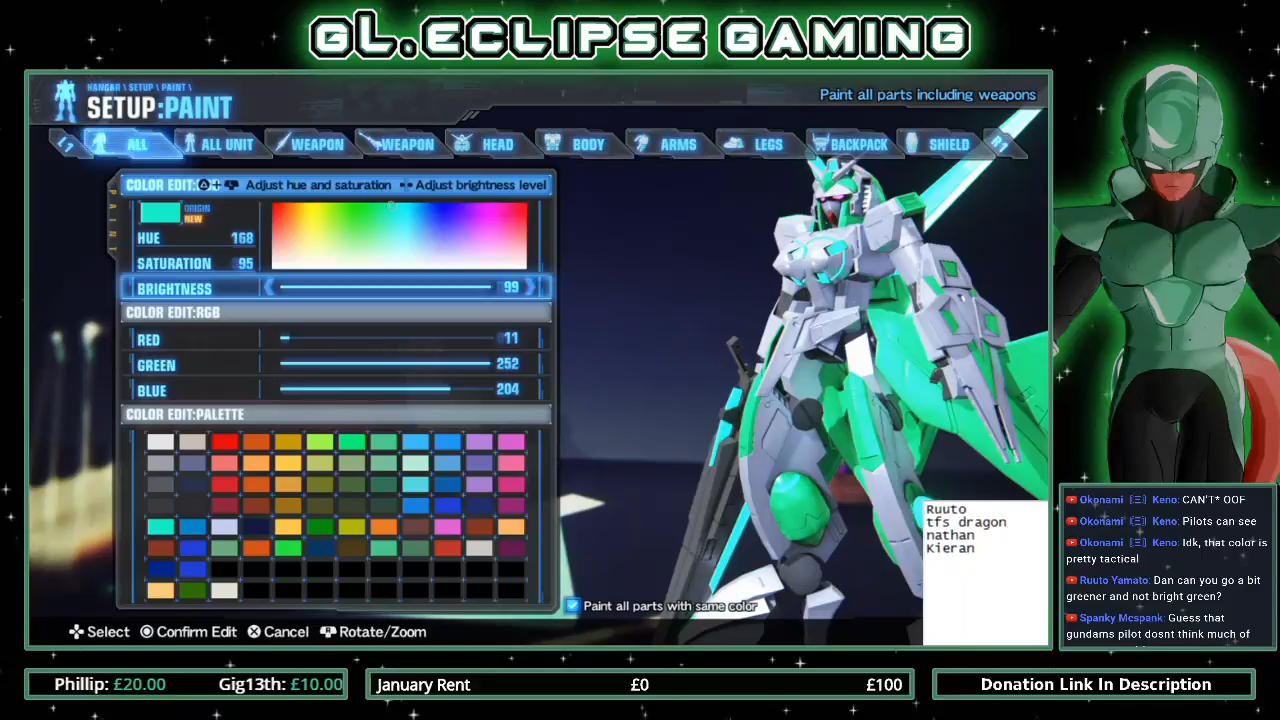 GL.ECLIPSE GAMING
HANGAR \ SETUP \ PAINT \
SETUP:PAINT
Paint all parts including weapons
L1 ALL ALL UNIT WEAPON WEAPON HEAD BODY ARMS LEGS BACKPACK SHIELD R1
COLOR EDIT: + Adjust hue and saturation Adjust brightness level
PAINT
ORIGIN
NEW
HUE 168
SATURATION 95
BRIGHTNESS 99
COLOR EDIT:RGB
RED 11
GREEN 252
BLUE 204
COLOR EDIT:PALETTE
Paint all parts with same color
Select Confirm Edit Cancel Rotate/Zoom
Ruuto
tfs dragon
nathan
Kieran
Okonami 〖三〗 Keno: CAN'T* OOF
Okonami 〖三〗 Keno: Pilots can see
Okonami 〖三〗 Keno: Idk, that color is
pretty tactical
Ruuto Yamato: Dan can you go a bit
greener and not bright green?
Spanky Mcspank: Guess that
gundams pilot dosnt think much of
Phillip: £20.00 Gig13th: £10.00
January Rent £0 £100
Donation Link In Description